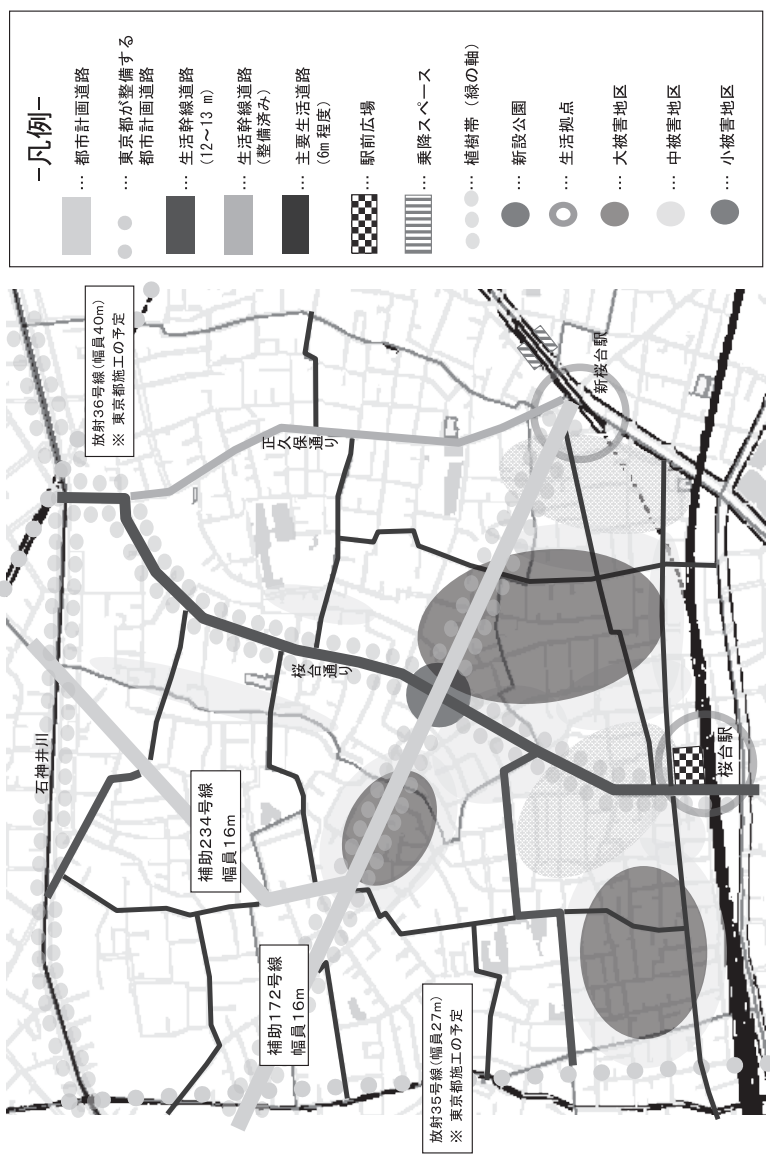 －凡例－
… 都市計画道路
… 東京都が整備する
都市計画道路
… 生活幹線道路
(12～13 m)
… 生活幹線道路
(整備済み)
… 主要生活道路
(6m 程度)
… 駅前広場
… 乗降スペース
… 植樹帯（緑の軸）
… 新設公園
… 生活拠点
… 大被害地区
… 中被害地区
… 小被害地区
放射36号線(幅員40m)
※ 東京都施工の予定
正久保通り
新桜台駅
石神井川
桜台通り
補助234号線
幅員16m
桜台駅
補助172号線
幅員16m
放射35号線(幅員27m)
※ 東京都施工の予定